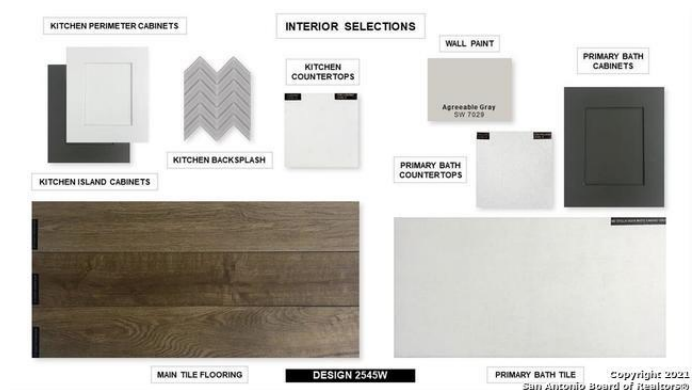 KITCHEN PERIMETER CABINETS
INTERIOR SELECTIONS
WALL PAINT
PRIMARY BATH
CABINETS
KITCHEN
COUNTERTOPS
Agreeable Gray
SW 7029
KITCHEN BACKSPLASH
PRIMARY BATH
COUNTERTOPS
KITCHEN ISLAND CABINETS
MAIN TILE FLOORING
DESIGN 2545W
PRIMARY BATH TILE
Copyright 2021
San Antonio Board of Realtors®